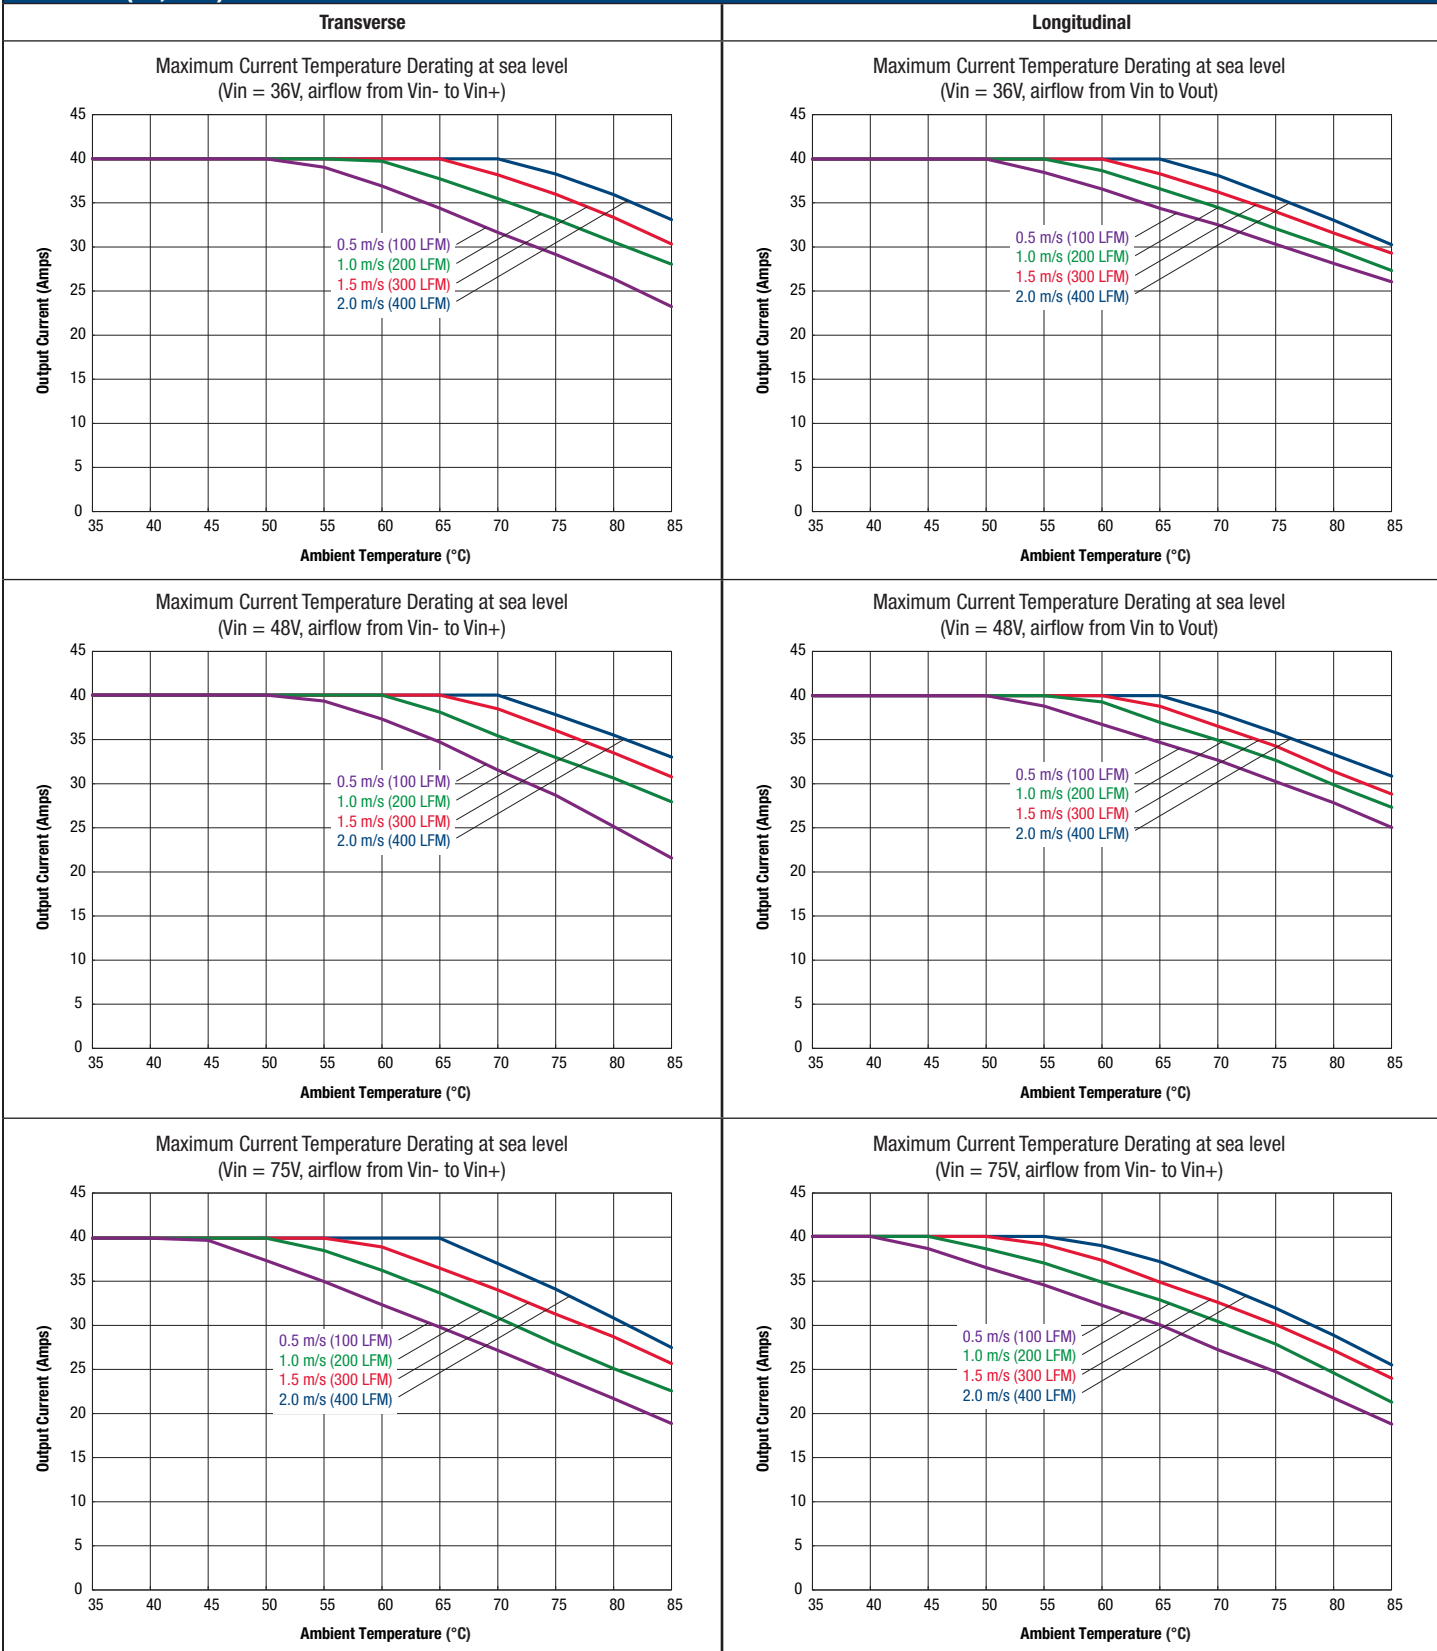 Transverse
Longitudinal
Maximum Current Temperature Derating at sea level
(Vin = 36V, airflow from Vin- to Vin+)
45
40
35
30
25
20
15
10
5
0
Output Current (Amps)
0.5 m/s (100 LFM)
1.0 m/s (200 LFM)
1.5 m/s (300 LFM)
2.0 m/s (400 LFM)
35 40 45 50 55 60 65 70 75 80 85
Ambient Temperature (°C)
Maximum Current Temperature Derating at sea level
(Vin = 36V, airflow from Vin to Vout)
45
40
35
30
25
20
15
10
5
0
Output Current (Amps)
0.5 m/s (100 LFM)
1.0 m/s (200 LFM)
1.5 m/s (300 LFM)
2.0 m/s (400 LFM)
35 40 45 50 55 60 65 70 75 80 85
Ambient Temperature (°C)
Maximum Current Temperature Derating at sea level
(Vin = 48V, airflow from Vin- to Vin+)
45
40
35
30
25
20
15
10
5
0
Output Current (Amps)
0.5 m/s (100 LFM)
1.0 m/s (200 LFM)
1.5 m/s (300 LFM)
2.0 m/s (400 LFM)
35 40 45 50 55 60 65 70 75 80 85
Ambient Temperature (°C)
Maximum Current Temperature Derating at sea level
(Vin = 48V, airflow from Vin to Vout)
45
40
35
30
25
20
15
10
5
0
Output Current (Amps)
0.5 m/s (100 LFM)
1.0 m/s (200 LFM)
1.5 m/s (300 LFM)
2.0 m/s (400 LFM)
35 40 45 50 55 60 65 70 75 80 85
Ambient Temperature (°C)
Maximum Current Temperature Derating at sea level
(Vin = 75V, airflow from Vin- to Vin+)
45
40
35
30
25
20
15
10
5
0
Output Current (Amps)
0.5 m/s (100 LFM)
1.0 m/s (200 LFM)
1.5 m/s (300 LFM)
2.0 m/s (400 LFM)
35 40 45 50 55 60 65 70 75 80 85
Ambient Temperature (°C)
Maximum Current Temperature Derating at sea level
(Vin = 75V, airflow from Vin- to Vin+)
45
40
35
30
25
20
15
10
5
0
Output Current (Amps)
0.5 m/s (100 LFM)
1.0 m/s (200 LFM)
1.5 m/s (300 LFM)
2.0 m/s (400 LFM)
35 40 45 50 55 60 65 70 75 80 85
Ambient Temperature (°C)